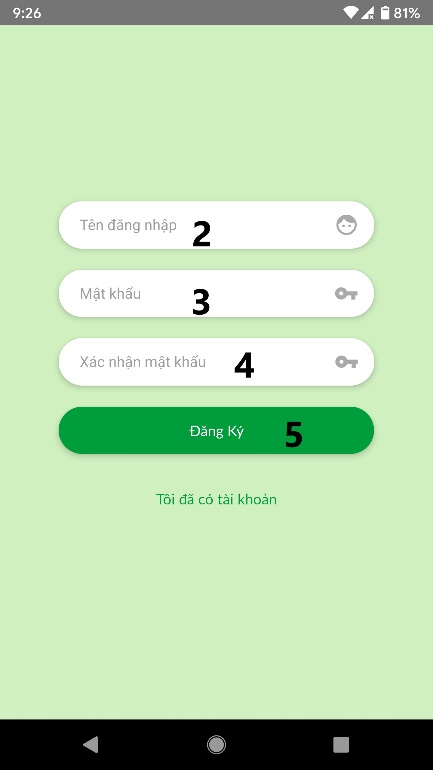 9:26 81%
Tên đăng nhập 2
Mật khẩu 3
Xác nhận mật khẩu 4
Đăng Ký 5
Tôi đã có tài khoản